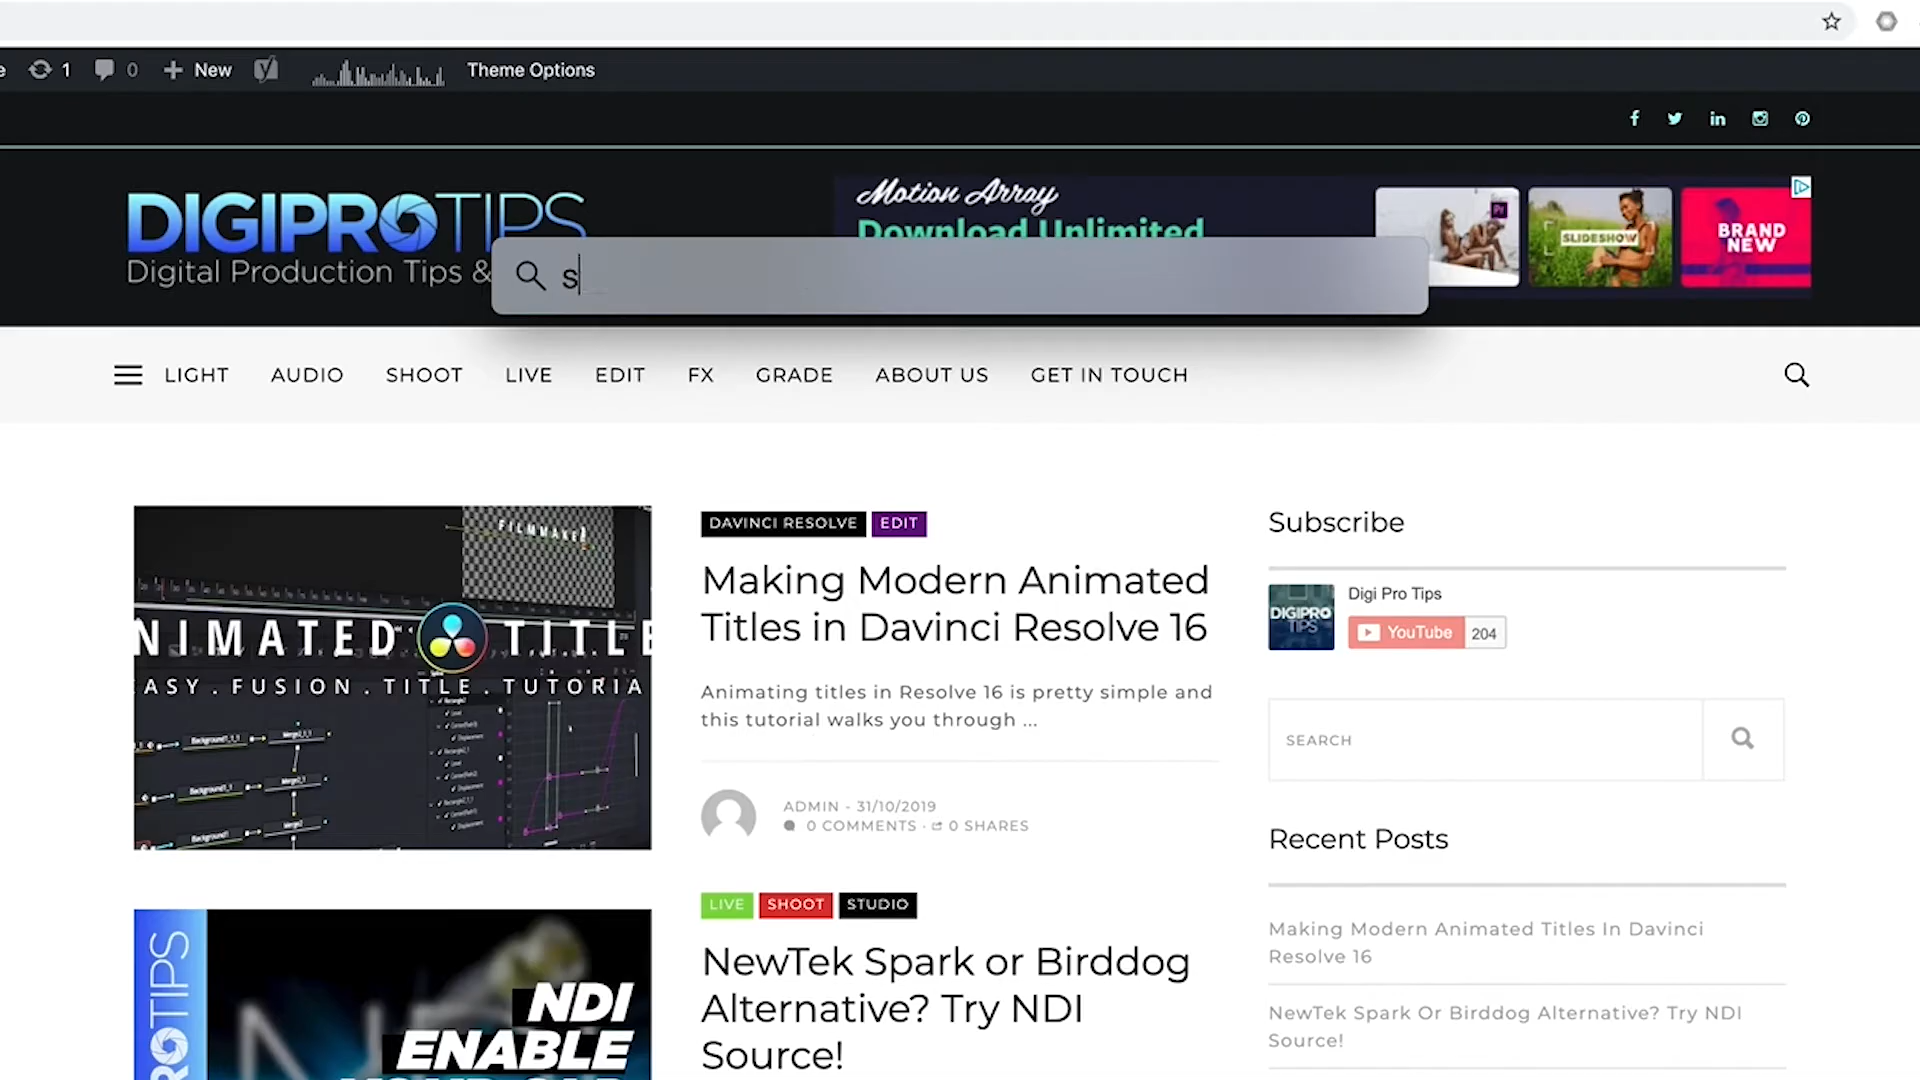 1 0 New Theme Options
DIGIPROTIPS
Digital Production Tips &
Motion Array
Download Unlimited
SLIDESHOW
BRAND
NEW
s
LIGHT AUDIO SHOOT LIVE EDIT FX GRADE ABOUT US GET IN TOUCH
FILMMAKER
NIMATED TITLE
EASY . FUSION . TITLE . TUTORIA
DAVINCI RESOLVE EDIT
Making Modern Animated
Titles in Davinci Resolve 16
Animating titles in Resolve 16 is pretty simple and
this tutorial walks you through ...
ADMIN - 31/10/2019
0 COMMENTS · 0 SHARES
LIVE SHOOT STUDIO
NewTek Spark or Birddog
Alternative? Try NDI
Source!
NDI
ENABLE
Subscribe
DIGIPRO
TIPS
Digi Pro Tips
YouTube 204
SEARCH
Recent Posts
Making Modern Animated Titles In Davinci
Resolve 16
NewTek Spark Or Birddog Alternative? Try NDI
Source!